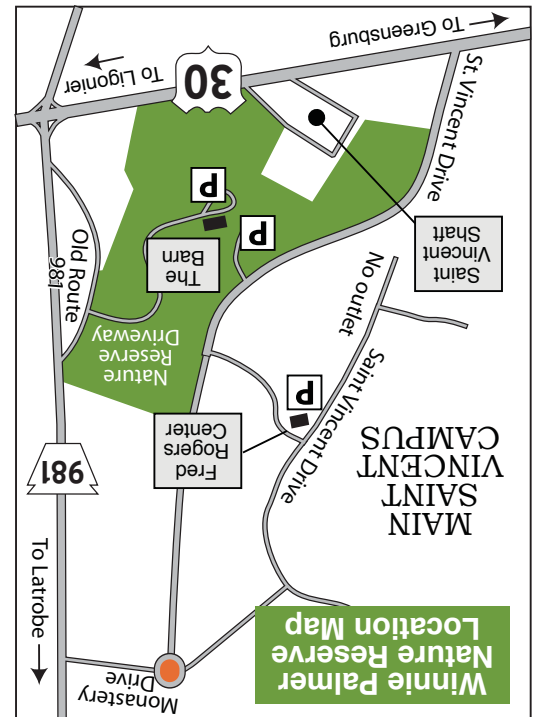 Winnie Palmer
Nature Reserve
Location Map
Monastery
Drive
To Latrobe
MAIN
SAINT
VINCENT
CAMPUS
Saint Vincent Drive
Fred
Rogers
Center
981
P
No outlet
Nature
Reserve
Driveway
Old Route
981
The
Barn
Saint
Vincent
Shaft
P
P
St. Vincent Drive
30
To Ligonier
To Greensburg